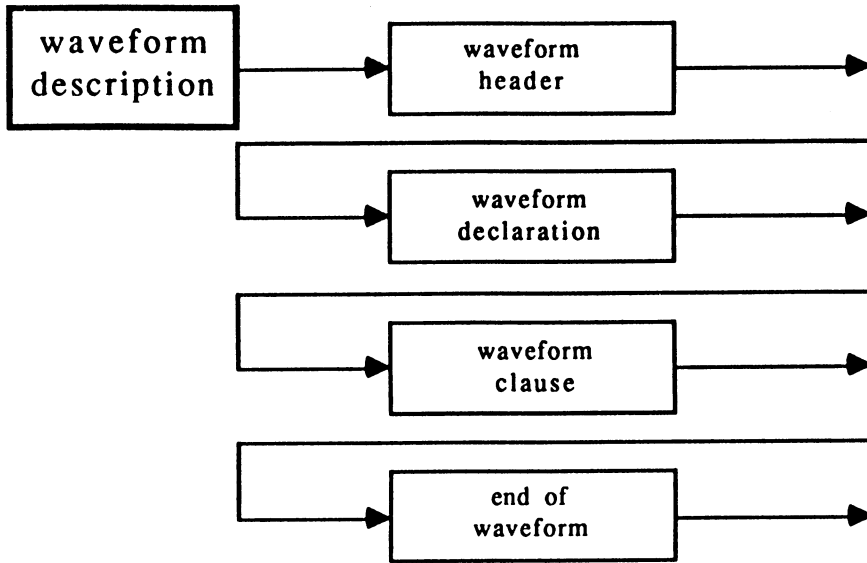 waveform
description
waveform
header
waveform
declaration
waveform
clause
end of
waveform